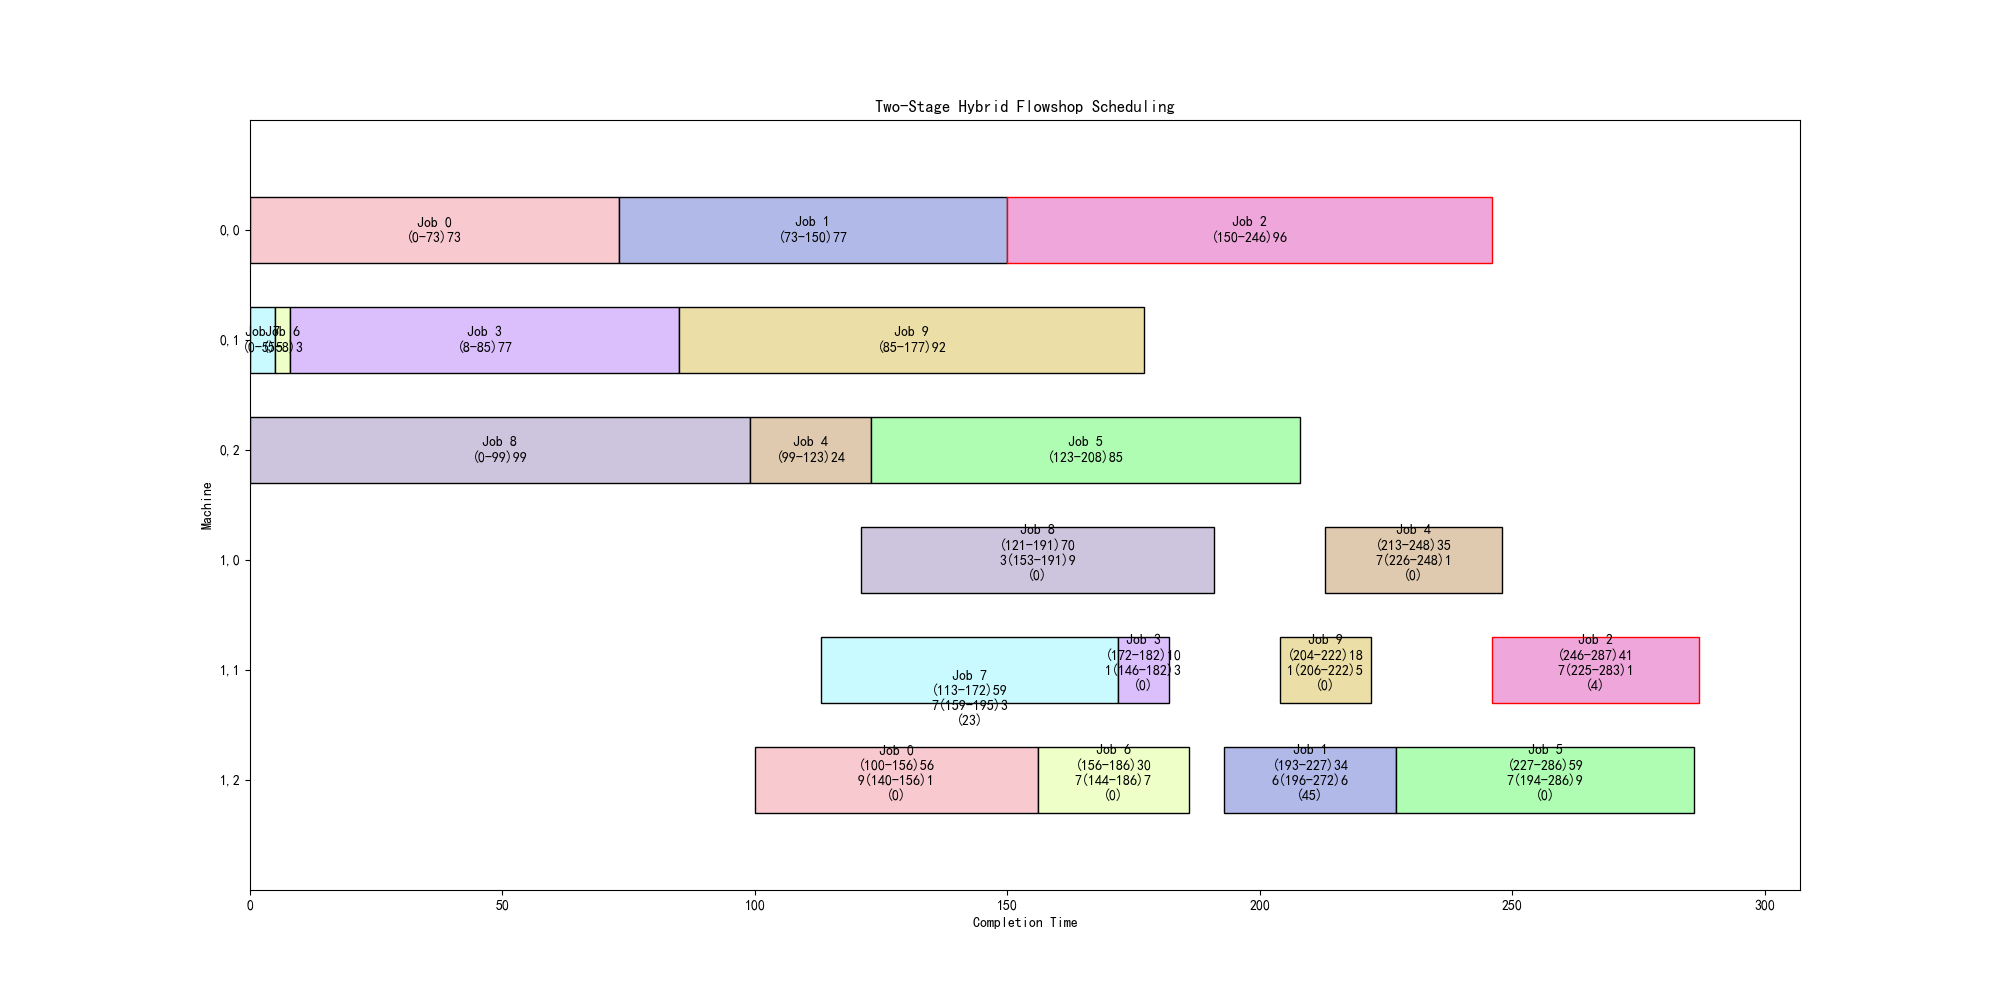 Two-Stage Hybrid Flowshop Scheduling
Machine
0,0
Job 0
(0-73)73
Job 1
(73-150)77
Job 2
(150-246)96
0,1
Job 7
(0-5)5
Job 6
(5-8)3
Job 3
(8-85)77
Job 9
(85-177)92
0,2
Job 8
(0-99)99
Job 4
(99-123)24
Job 5
(123-208)85
1,0
Job 8
(121-191)70
3(153-191)9
(0)
Job 4
(213-248)35
7(226-248)1
(0)
1,1
Job 7
(113-172)59
7(159-195)3
(23)
Job 3
(172-182)10
1(146-182)3
(0)
Job 9
(204-222)18
1(206-222)5
(0)
Job 2
(246-287)41
7(225-283)1
(4)
1,2
Job 0
(100-156)56
9(140-156)1
(0)
Job 6
(156-186)30
7(144-186)7
(0)
Job 1
(193-227)34
6(196-272)6
(45)
Job 5
(227-286)59
7(194-286)9
(0)
0
50
100
150
200
250
300
Completion Time